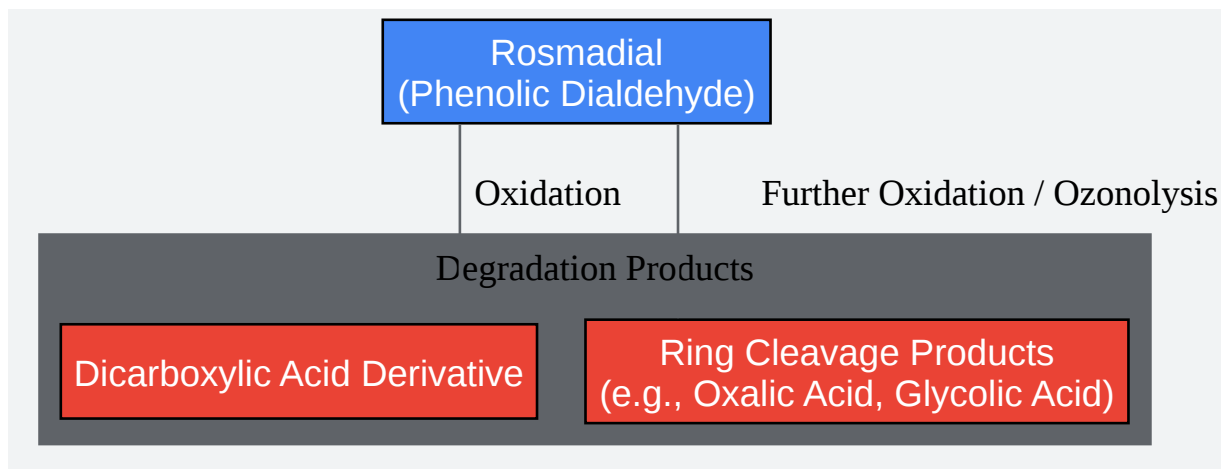 Rosmadial
(Phenolic Dialdehyde)
Oxidation
Further Oxidation / Ozonolysis
Degradation Products
Dicarboxylic Acid Derivative
Ring Cleavage Products
(e.g., Oxalic Acid, Glycolic Acid)